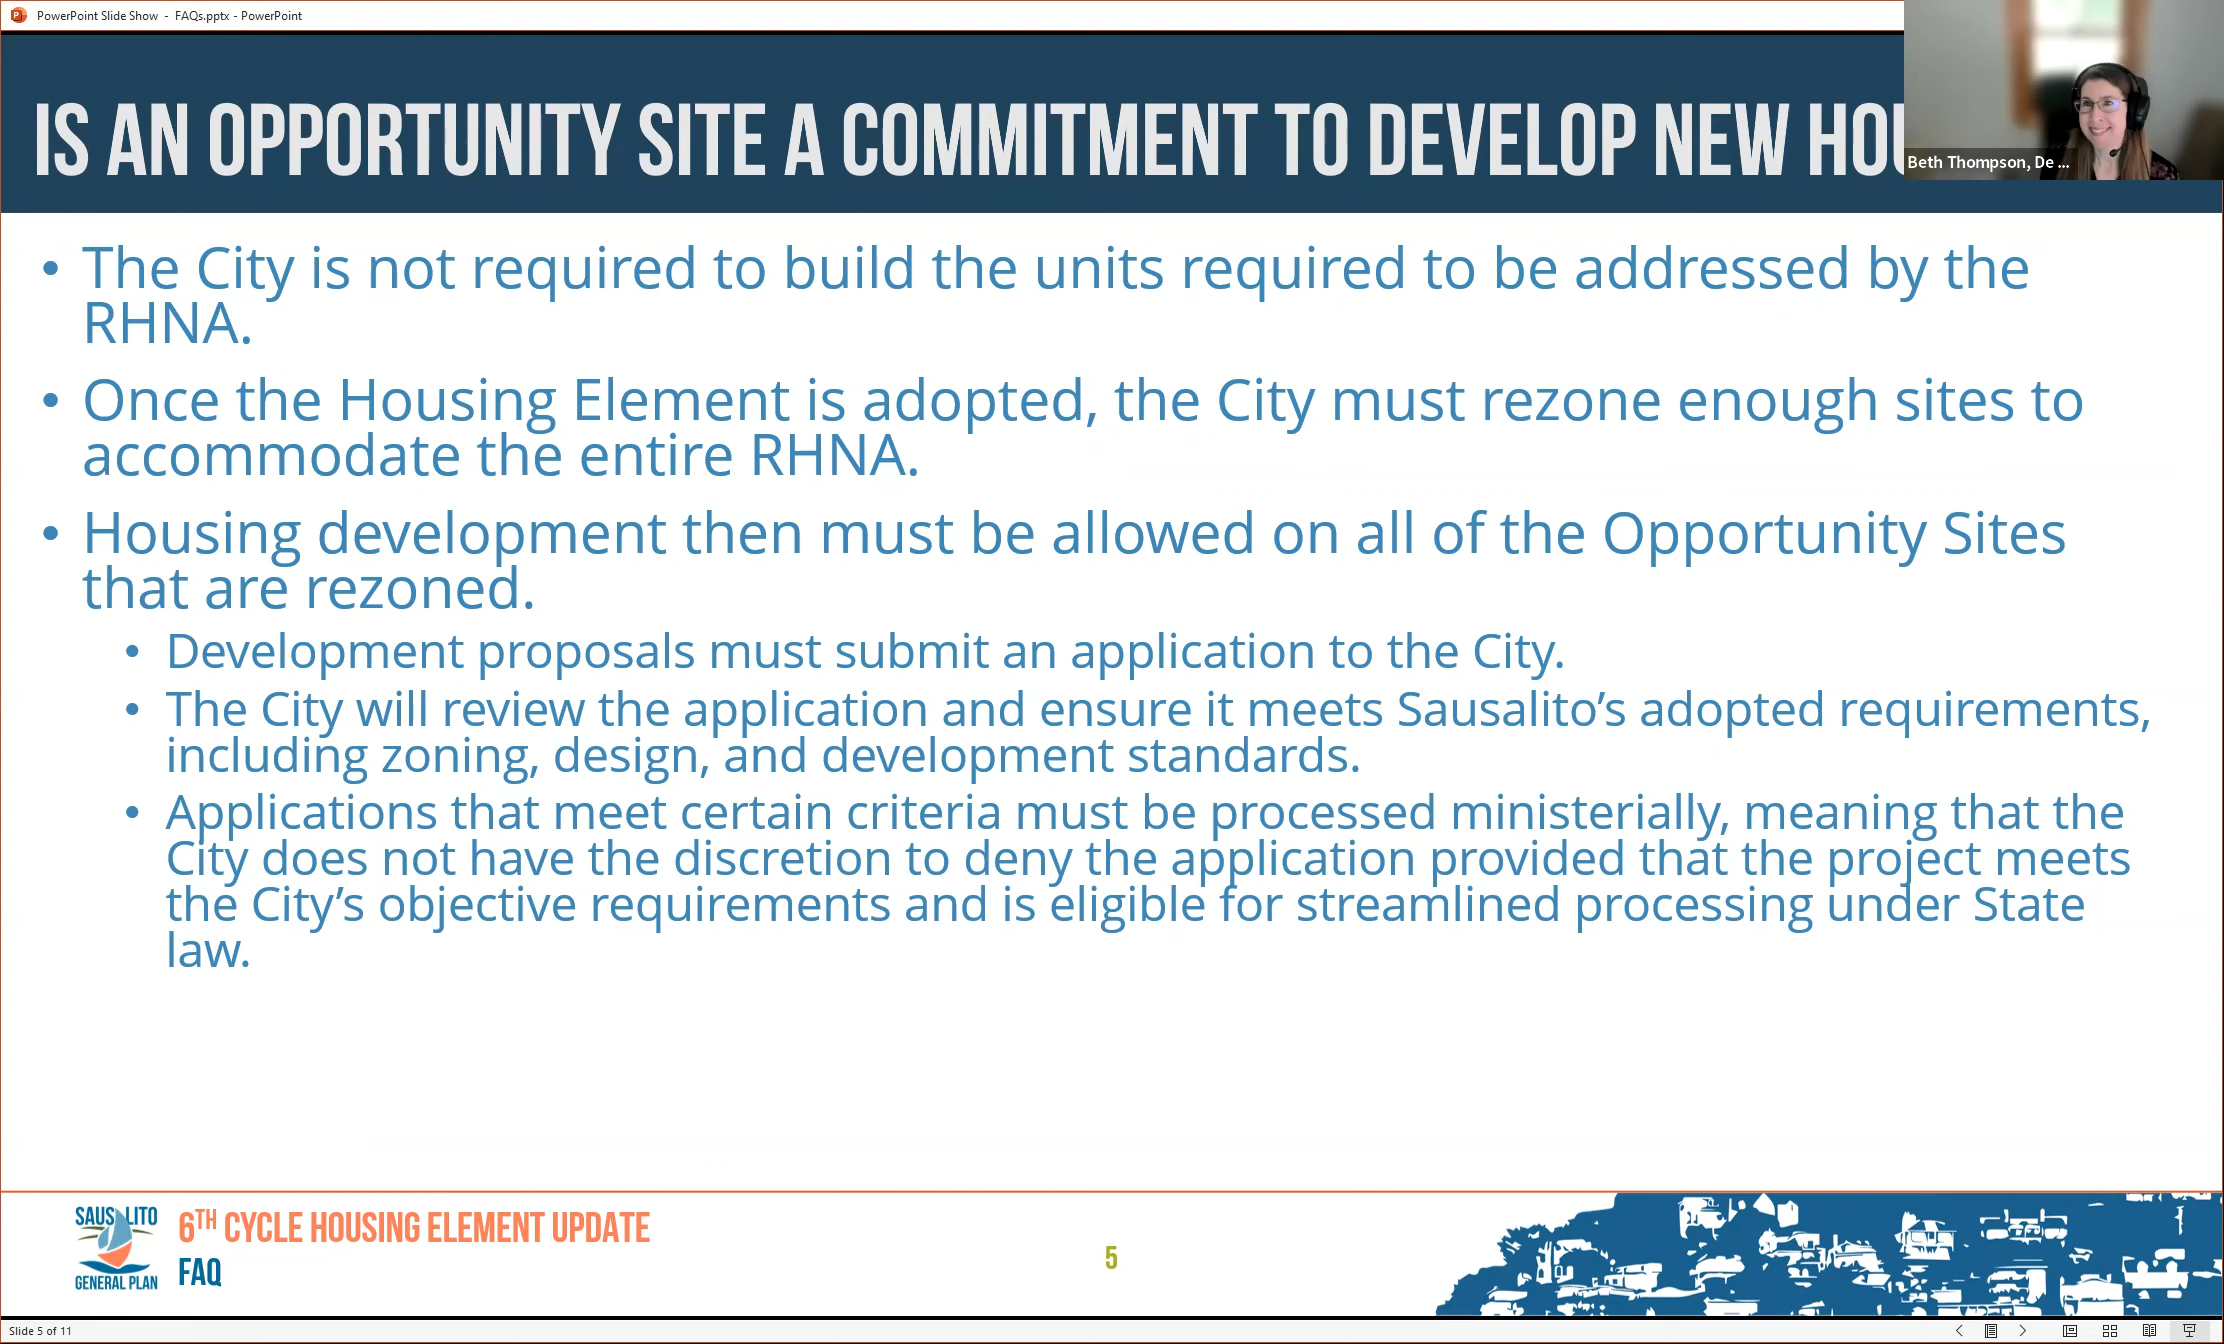 PowerPoint Slide Show - FAQs.pptx - PowerPoint
IS AN OPPORTUNITY SITE A COMMITMENT TO DEVELOP NEW
Beth Thompson, De ...
• The City is not required to build the units required to be addressed by the
RHNA.
• Once the Housing Element is adopted, the City must rezone enough sites to
accommodate the entire RHNA.
• Housing development then must be allowed on all of the Opportunity Sites
that are rezoned.
• Development proposals must submit an application to the City.
• The City will review the application and ensure it meets Sausalito’s adopted requirements,
including zoning, design, and development standards.
• Applications that meet certain criteria must be processed ministerially, meaning that the
City does not have the discretion to deny the application provided that the project meets
the City’s objective requirements and is eligible for streamlined processing under State
law.
SAUSALITO
GENERAL PLAN
6TH CYCLE HOUSING ELEMENT UPDATE
FAQ
5
Slide 5 of 11